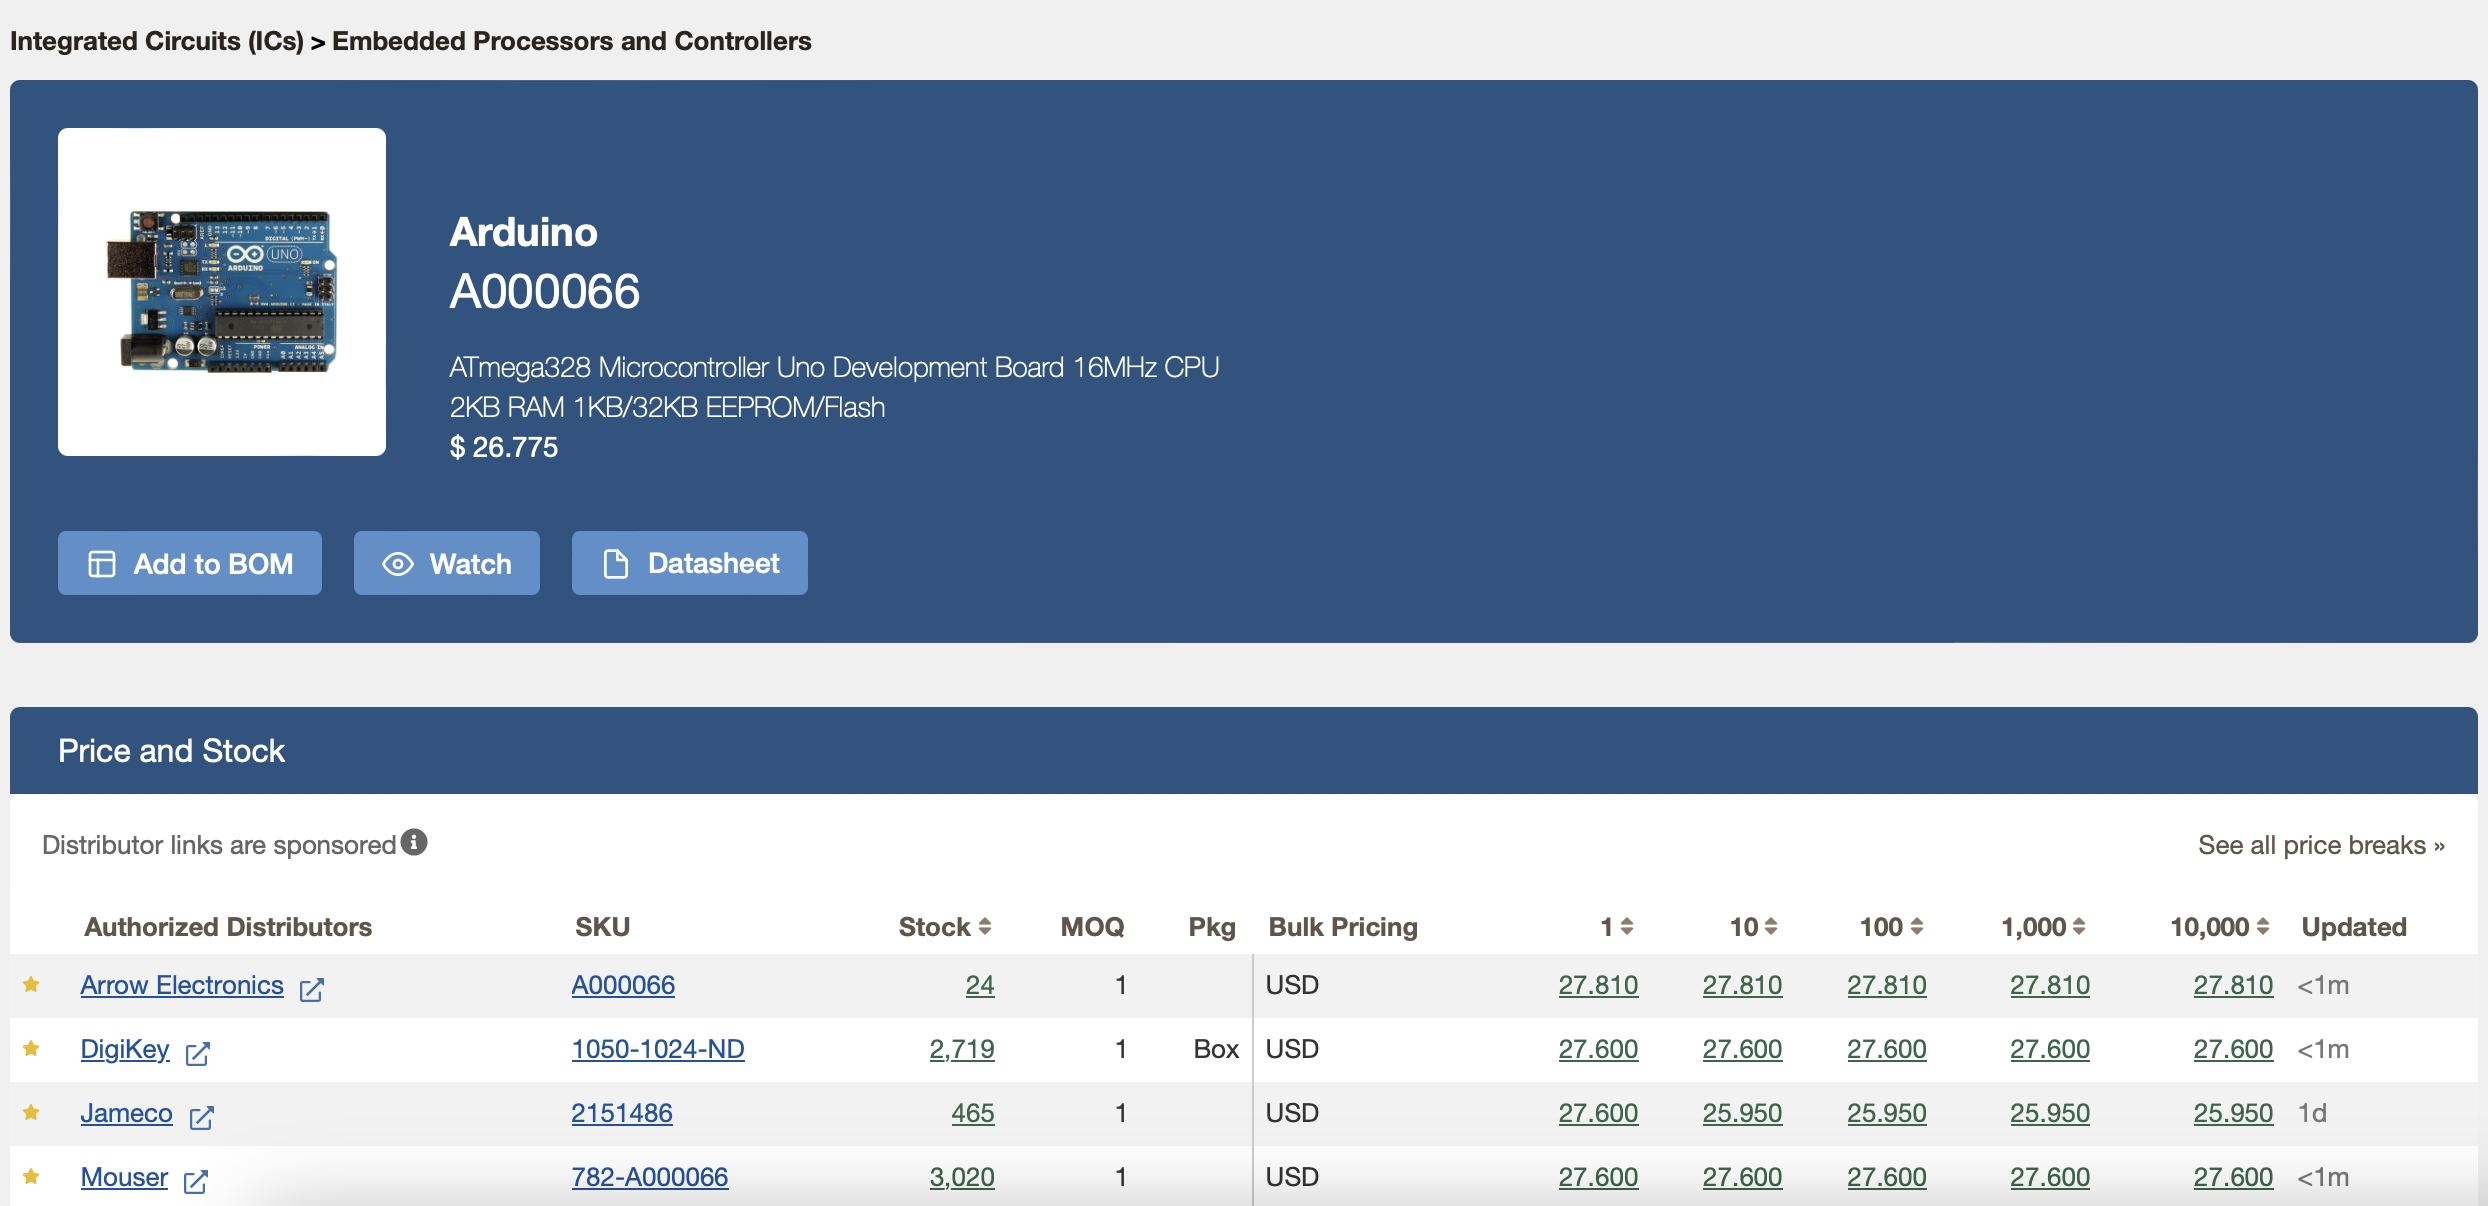 Integrated Circuits (ICs) > Embedded Processors and Controllers
UNO
ARDUINO
Arduino
A000066
ATmega328 Microcontroller Uno Development Board 16MHz CPU
2KB RAM 1KB/32KB EEPROM/Flash
$ 26.775
Add to BOM Watch Datasheet
Price and Stock
Distributor links are sponsored See all price breaks »
Authorized Distributors SKU Stock MOQ Pkg Bulk Pricing 1 10 100 1,000 10,000 Updated
Arrow Electronics A000066 24 1 USD 27.810 27.810 27.810 27.810 27.810 <1m
DigiKey 1050-1024-ND 2,719 1 Box USD 27.600 27.600 27.600 27.600 27.600 <1m
Jameco 2151486 465 1 USD 27.600 25.950 25.950 25.950 25.950 1d
Mouser 782-A000066 3,020 1 USD 27.600 27.600 27.600 27.600 27.600 <1m